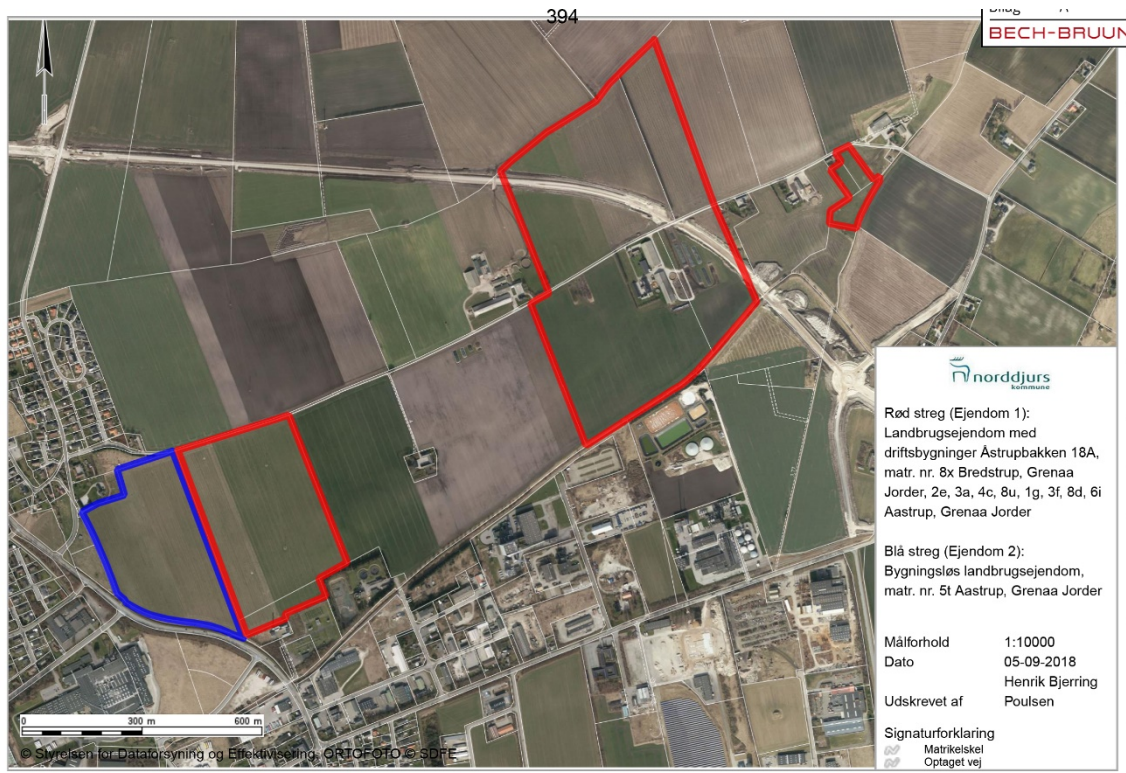 394
BECH-BRUUN
norddjurs
kommune
Rød streg (Ejendom 1):
Landbrugsejendom med
driftsbygninger Åstrupbakken 18A,
matr. nr. 8x Bredstrup, Grenaa
Jorder, 2e, 3a, 4c, 8u, 1g, 3f, 8d, 6i
Aastrup, Grenaa Jorder
Blå streg (Ejendom 2):
Bygningsløs landbrugsejendom,
matr. nr. 5t Aastrup, Grenaa Jorder
Målforhold 1:10000
Dato 05-09-2018
Henrik Bjerring
Udskrevet af Poulsen
Signaturforklaring
Matrikelskel
Optaget vej
0 300 m 600 m
© Styrelsen for Dataforsyning og Effektivisering, ORTOFOTO © SDFE